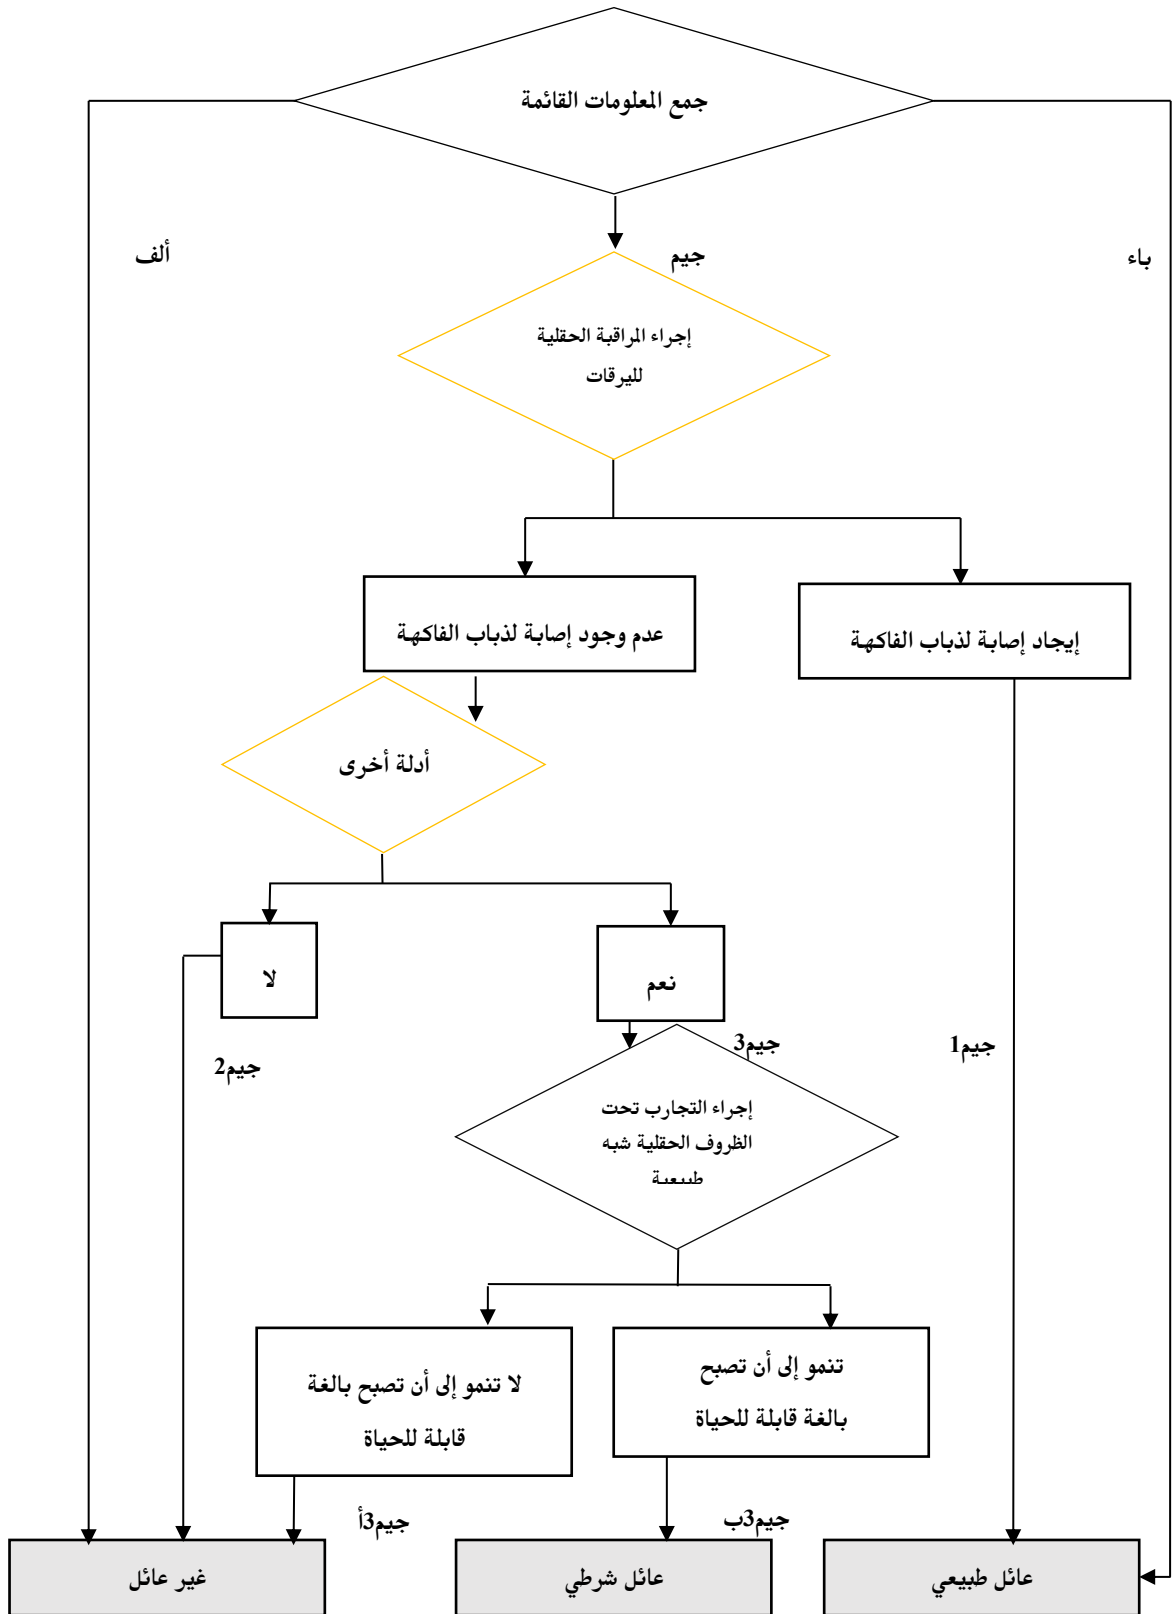 جمع المعلومات القائمة
ألف
باء
جيم
إجراء المراقبة الحقلية
لليرقات
عدم وجود إصابة لذباب الفاكهة
إيجاد إصابة لذباب الفاكهة
أدلة أخرى
لا
نعم
جيم2
جيم3
جيم1
إجراء التجارب تحت
الظروف الحقلية شبه
طبيعية
لا تنمو إلى أن تصبح بالغة
قابلة للحياة
تنمو إلى أن تصبح
بالغة قابلة للحياة
جيم3أ
جيم3ب
غير عائل
عائل شرطي
عائل طبيعي